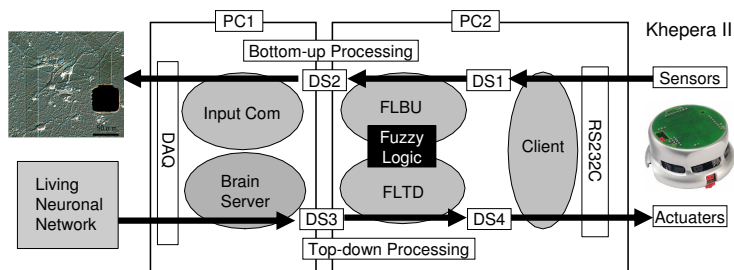 PC1
PC2
Khepera II
Bottom-up Processing
DS2
DS1
Sensors
Input Com
FLBU
DAQ
Fuzzy
Logic
Client
RS232C
Living
Neuronal
Network
Brain
Server
FLTD
DS3
DS4
Actuaters
Top-down Processing